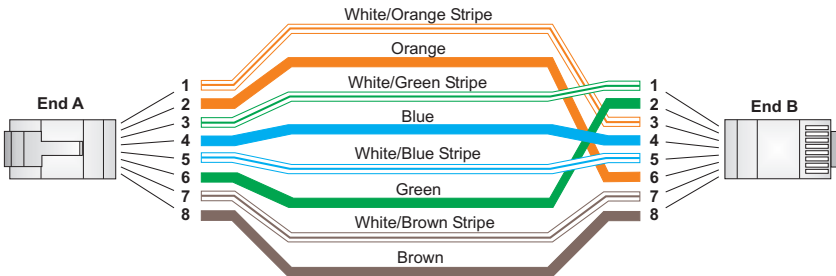 White/Orange Stripe
Orange
White/Green Stripe
Blue
White/Blue Stripe
Green
White/Brown Stripe
Brown
End A
1
2
3
4
5
6
7
8
1
2
3
4
5
6
7
8
End B